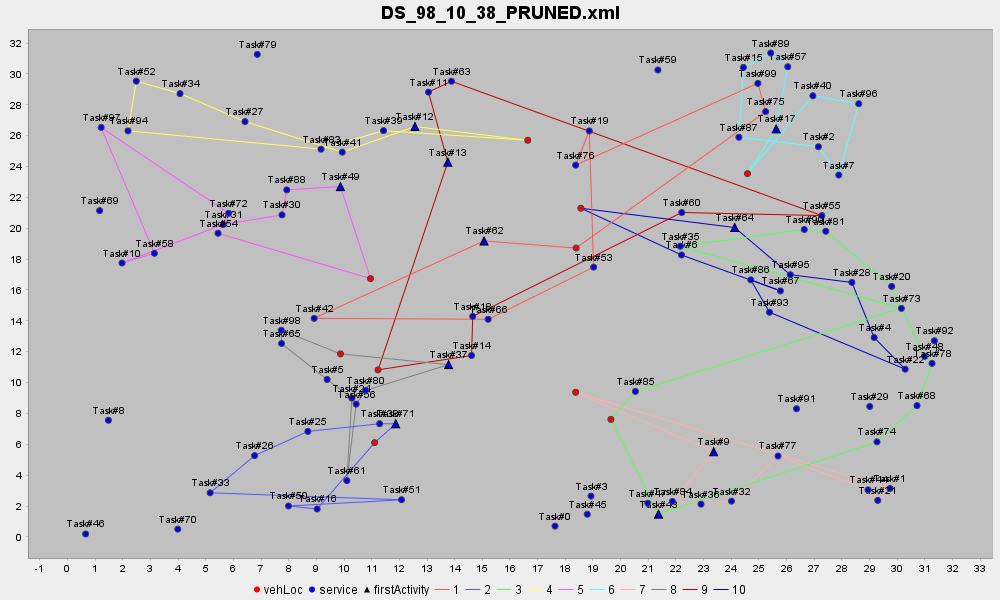 DS_98_10_38_PRUNED.xml
32
30
28
26
24
22
20
18
16
14
12
10
8
6
4
2
0
Task#79
Task#89
Task#59
Task#15
Task#57
Task#52
Task#63
Task#99
Task#34
Task#11
Task#40
Task#96
Task#75
Task#27
Task#97
Task#94
Task#39
Task#12
Task#19
Task#17
Task#87
Task#2
Task#83
Task#41
Task#13
Task#76
Task#7
Task#88
Task#49
Task#69
Task#72
Task#30
Task#31
Task#60
Task#55
Task#54
Task#64
Task#81
Task#62
Task#35
Task#6
Task#58
Task#10
Task#53
Task#95
Task#86
Task#67
Task#28
Task#20
Task#73
Task#93
Task#42
Task#18
Task#66
Task#98
Task#65
Task#4
Task#92
Task#48
Task#14
Task#37
Task#78
Task#22
Task#5
Task#80
Task#56
Task#85
Task#68
Task#91
Task#29
Task#8
Task#25
Task#71
Task#74
Task#26
Task#9
Task#77
Task#61
Task#33
Task#51
Task#50
Task#16
Task#3
Task#45
Task#0
Task#36
Task#32
Task#1
Task#21
Task#43
Task#46
Task#70
-1 0 1 2 3 4 5 6 7 8 9 10 11 12 13 14 15 16 17 18 19 20 21 22 23 24 25 26 27 28 29 30 31 32 33
vehLoc service firstActivity 1 2 3 4 5 6 7 8 9 10